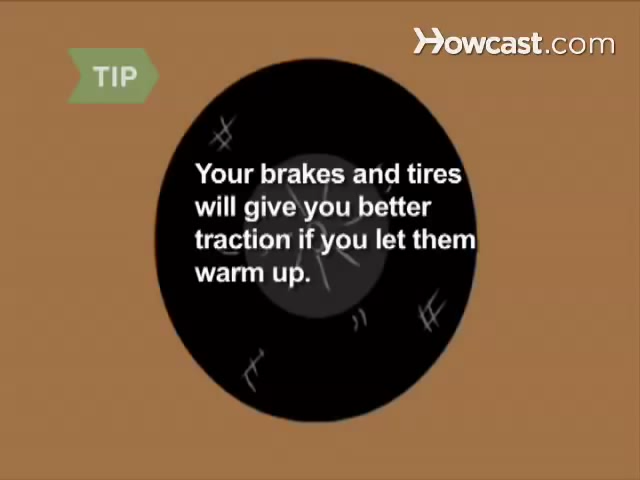 Howcast.com
TIP
Your brakes and tires
will give you better
traction if you let them
warm up.